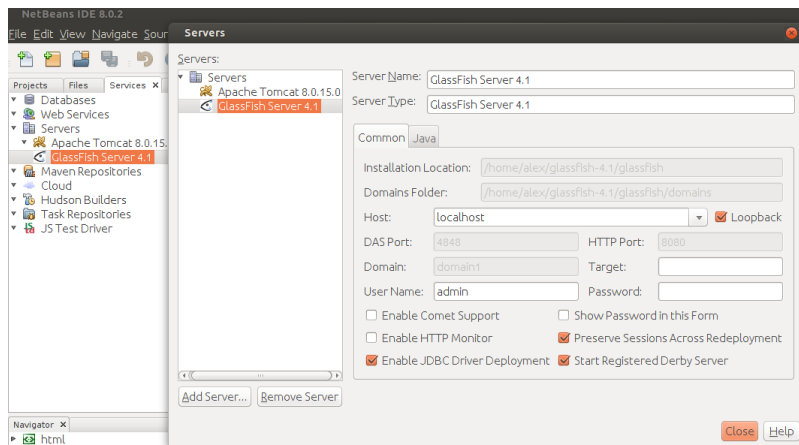 NetBeans IDE 8.0.2
File Edit View Navigate Sour
Projects Files Services ×
Databases
Web Services
Servers
Apache Tomcat 8.0.15.
GlassFish Server 4.1
Maven Repositories
Cloud
Hudson Builders
Task Repositories
JS Test Driver
Navigator ×
html
Servers
Servers:
Servers
Apache Tomcat 8.0.15.0
GlassFish Server 4.1
Add Server... Remove Server
Server Name: GlassFish Server 4.1
Server Type: GlassFish Server 4.1
Common Java
Installation Location: /home/alex/glassfish-4.1/glassfish
Domains Folder: /home/alex/glassfish-4.1/glassfish/domains
Host: localhost Loopback
DAS Port: 4848 HTTP Port: 8080
Domain: domain1 Target:
User Name: admin Password:
Enable Comet Support Show Password in this Form
Enable HTTP Monitor Preserve Sessions Across Redeployment
Enable JDBC Driver Deployment Start Registered Derby Server
Close Help